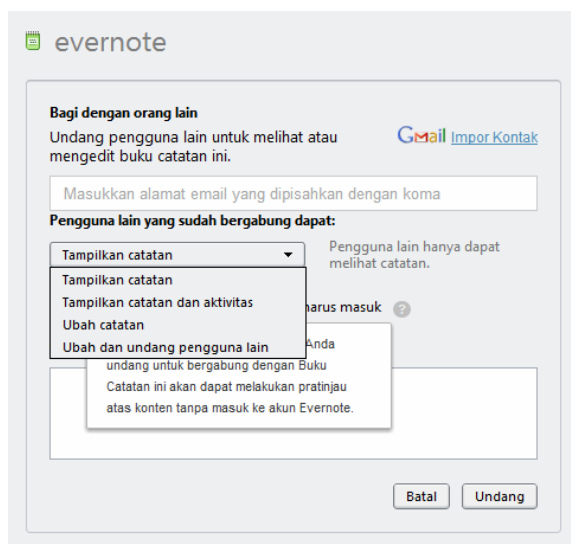 evernote
Bagi dengan orang lain
Undang pengguna lain untuk melihat atau
mengedit buku catatan ini.
Gmail Impor Kontak
Masukkan alamat email yang dipisahkan dengan koma
Pengguna lain yang sudah bergabung dapat:
Tampilkan catatan
Pengguna lain hanya dapat
melihat catatan.
Tampilkan catatan
Tampilkan catatan dan aktivitas
Ubah catatan
Ubah dan undang pengguna lain
harus masuk ?
Anda
undang untuk bergabung dengan Buku
Catatan ini akan dapat melakukan pratinjau
atas konten tanpa masuk ke akun Evernote.
Batal Undang